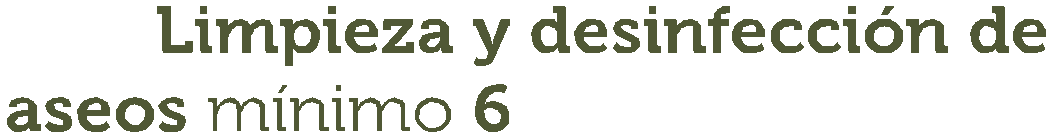 Limpieza y desinfección de
aseos mínimo 6